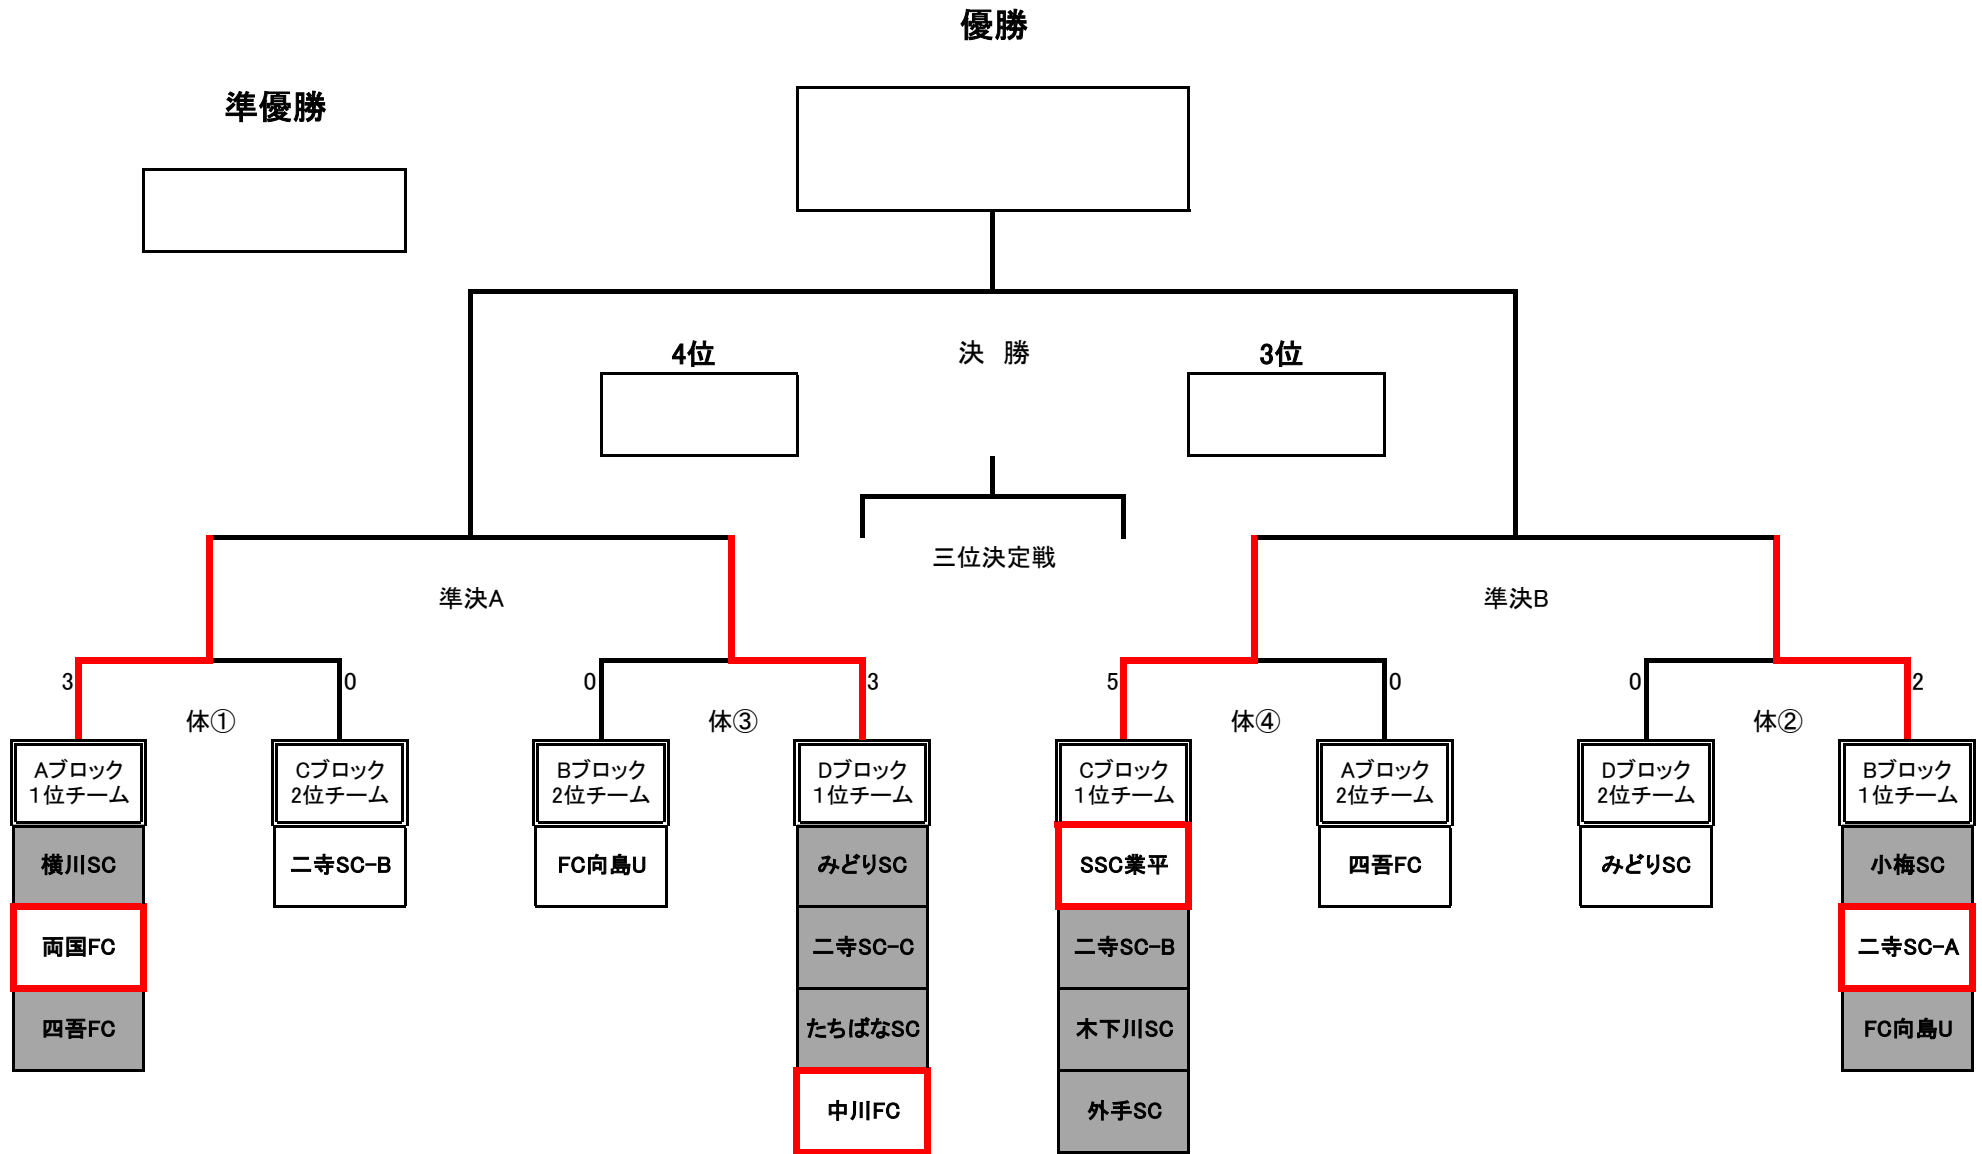 優勝
準優勝
4位
決　勝
3位
三位決定戦
準決A
準決B
3
0
0
3
5
0
0
2
体①
体③
体④
体②
Aブロック
１位チーム
Cブロック
2位チーム
Bブロック
2位チーム
Dブロック
１位チーム
Cブロック
１位チーム
Aブロック
2位チーム
Dブロック
2位チーム
Bブロック
１位チーム
横川SC
二寺SC-B
FC向島U
みどりSC
SSC業平
四吾FC
みどりSC
小梅SC
両国FC
二寺SC-C
二寺SC-B
二寺SC-A
四吾FC
たちばなSC
木下川SC
FC向島U
中川FC
外手SC